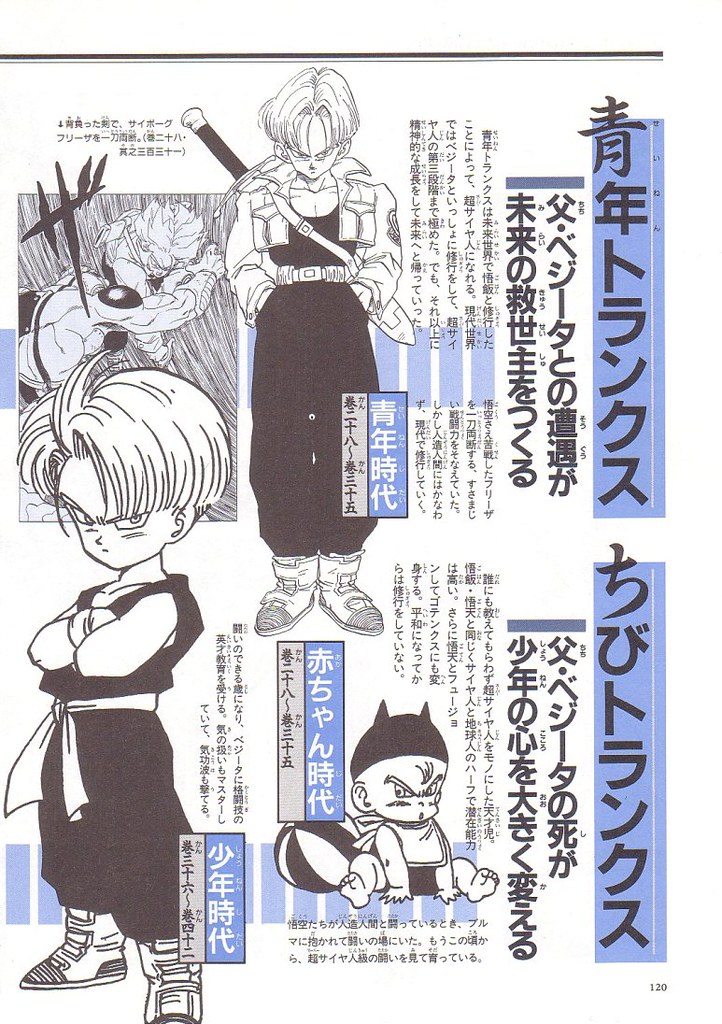 青年トランクス
父・ベジータとの遭遇が
未来の救世主をつくる
青年トランクスは未来世界で悟飯と修行した
ことによって、超サイヤ人になれる。現代世界
ではベジータといっしょに修行をして、超サイ
ヤ人の第三段階まで極めた。でも、それ以上に
精神的な成長をして未来へと帰っていった。
↓背負った剣で、サイボーグ
フリーザを一刀両断。(巻二十八・
其之三百三十一)
青年時代
巻二十八〜巻三十五
悟空さえ苦戦したフリーザ
を一刀両断する、すさまじ
い戦闘力をそなえていた。
しかし人造人間にはかなわ
ず、現代で修行していく。
ちびトランクス
父・ベジータの死が
少年の心を大きく変える
誰にも教えてもらわず超サイヤ人をモノにした天才児。
悟飯・悟天と同じくサイヤ人と地球人のハーフで潜在能力
は高い。さらに悟天とフュージョ
ンしてゴテンクスにも変
身する。平和になってか
らは修行をしていない。
赤ちゃん時代
巻二十八〜巻三十五
悟空たちが人造人間と闘っているとき、ブル
マに抱かれて闘いの場にいた。もうこの頃か
ら、超サイヤ人級の闘いを見て育っている。
少年時代
巻三十六〜巻四十二
闘いのできる歳になり、ベジータに格闘技の
英才教育を受ける。気の扱いもマスターし
ていて、気功波も撃てる。
120